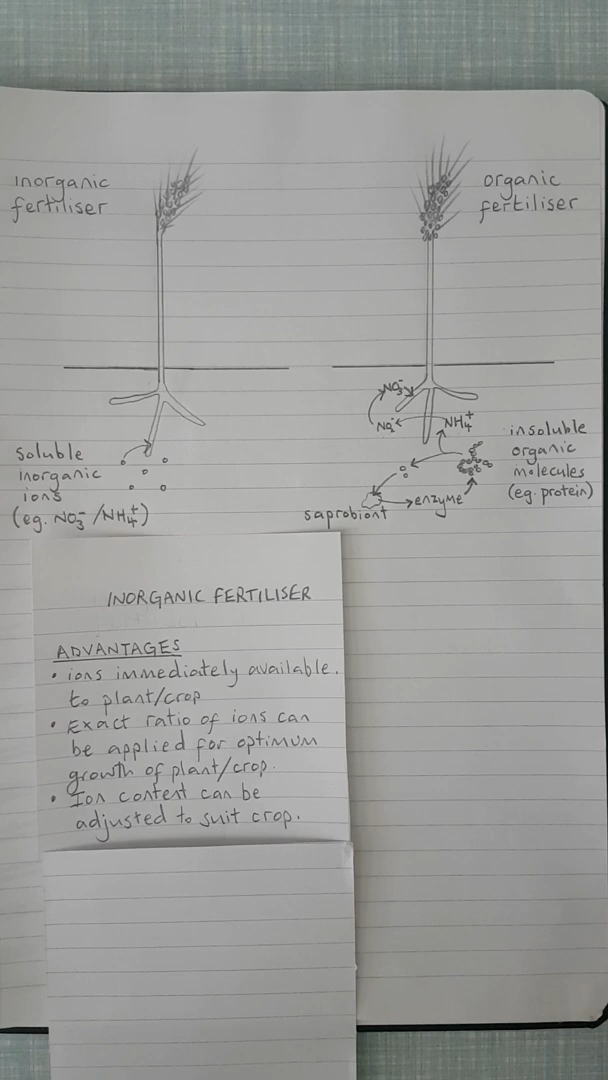 inorganic
fertiliser
organic
fertiliser
NO₃⁻
NO₂⁻
NH₄⁺
soluble
inorganic
ions
(eg. NO₃⁻/NH₄⁺)
insoluble
organic
molecules
(eg. protein)
enzyme
saprobiont
INORGANIC FERTILISER
ADVANTAGES
• ions immediately available
to plant/crop
• Exact ratio of ions can
be applied for optimum
growth of plant/crop.
• Ion content can be
adjusted to suit crop.